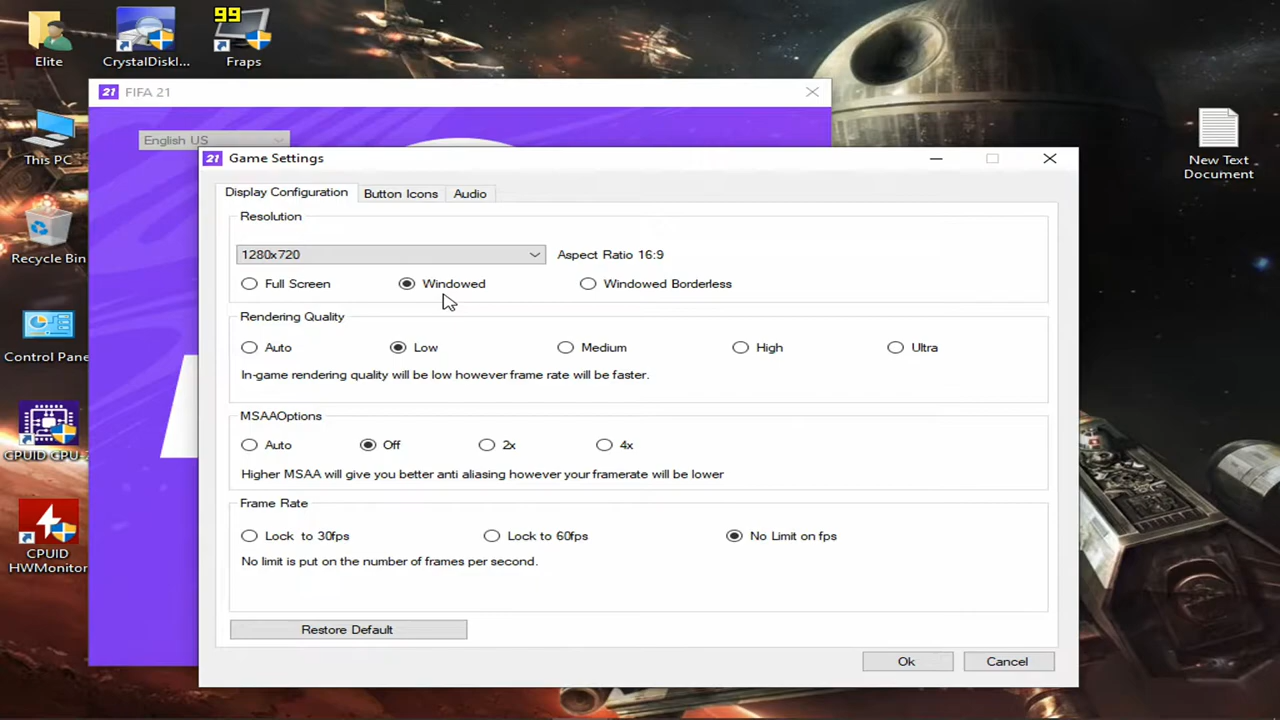 99
Elite
CrystalDiskI...
Fraps
21 FIFA 21
English US
This PC
New Text
Document
21 Game Settings
Display Configuration Button Icons Audio
Resolution
1280x720 Aspect Ratio 16:9
Full Screen Windowed Windowed Borderless
Recycle Bin
Rendering Quality
Auto Low Medium High Ultra
In-game rendering quality will be low however frame rate will be faster.
Control Pane
MSAAOptions
Auto Off 2x 4x
Higher MSAA will give you better anti aliasing however your framerate will be lower
CPUID CPU-Z
Frame Rate
Lock to 30fps Lock to 60fps No Limit on fps
No limit is put on the number of frames per second.
CPUID
HWMonitor
Restore Default
Ok Cancel